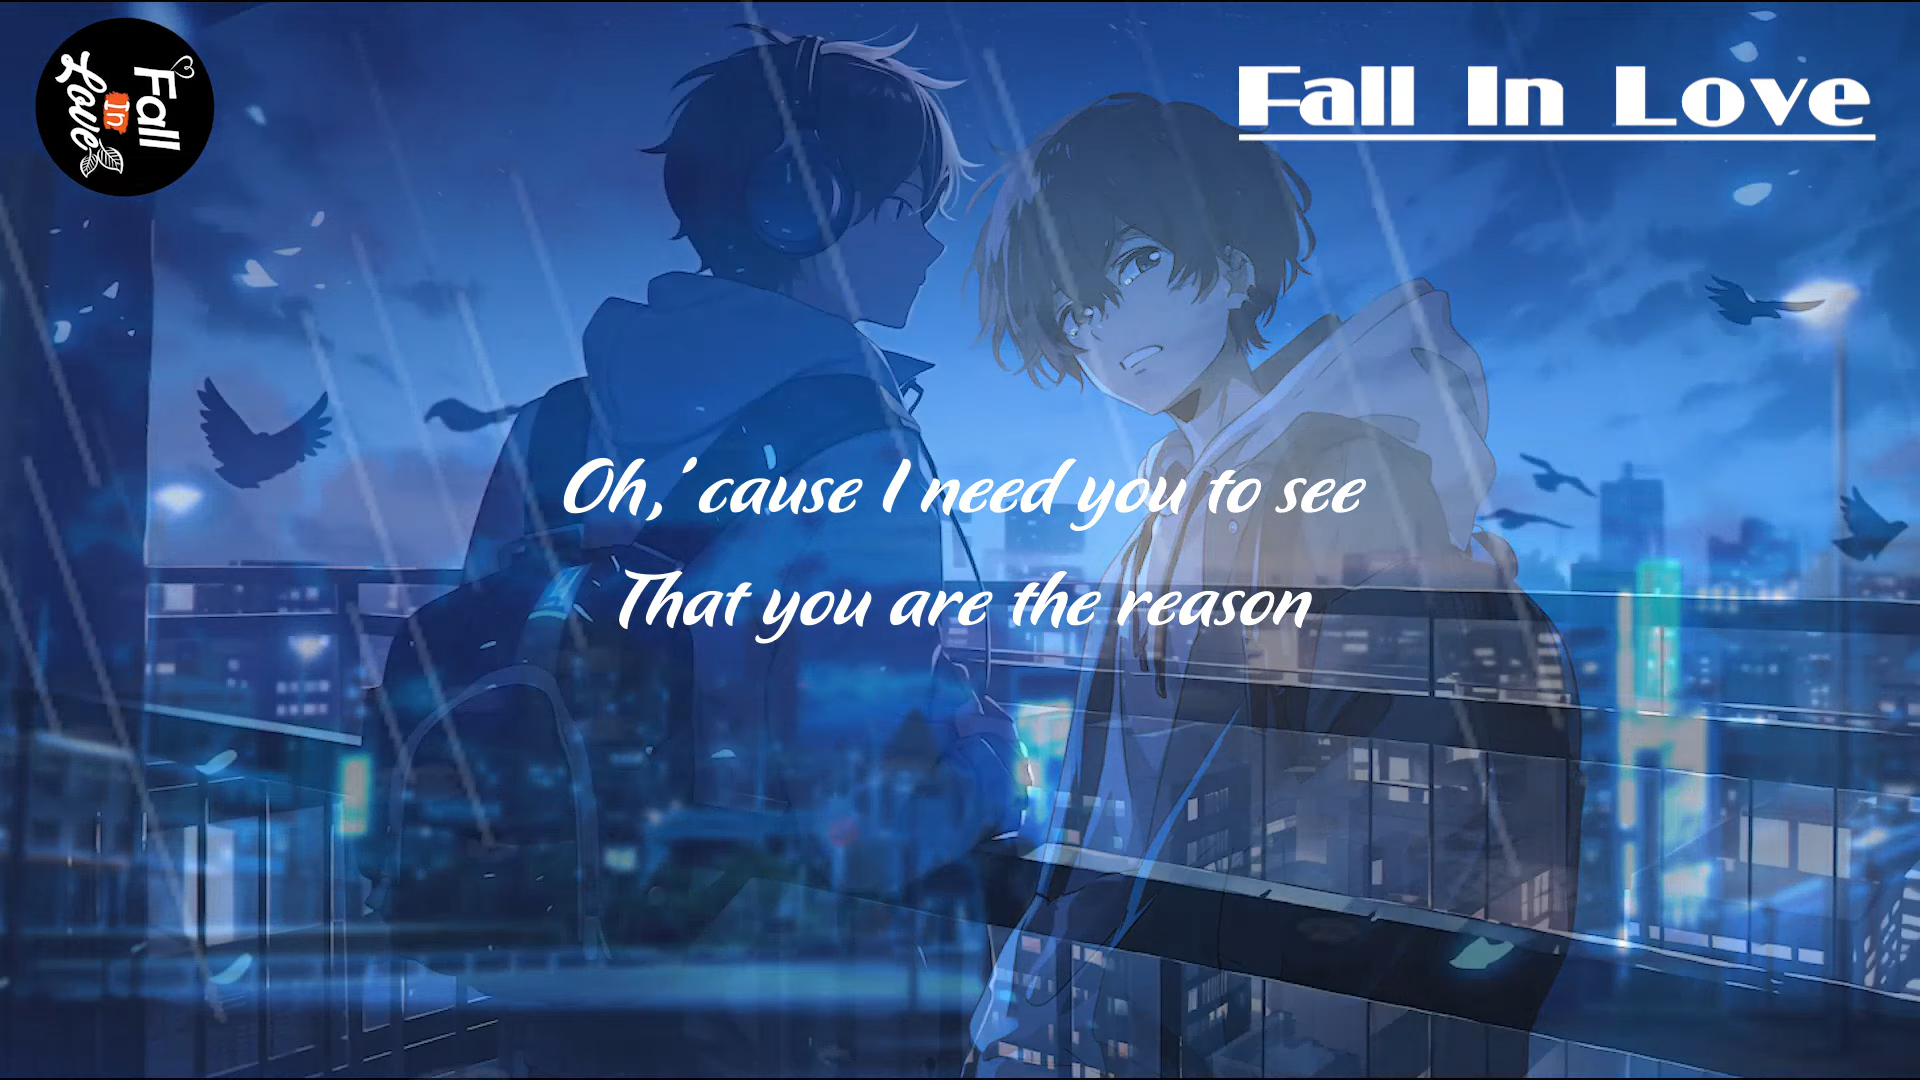 Fall
In
Love
Fall In Love
Oh, 'cause I need you to see
That you are the reason